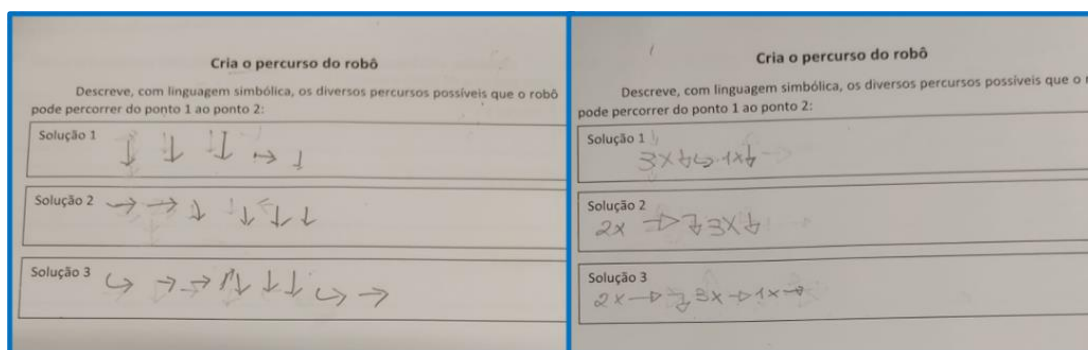 Cria o percurso do robô
Descreve, com linguagem simbólica, os diversos percursos possíveis que o robô
pode percorrer do ponto 1 ao ponto 2:
Solução 1
↓ ↓ ↓ → ↓
Solução 2
→ → ↓ ↓ ↓ ↓
Solução 3
↪ → → ↓ ↓ ↓ ↪ →
Cria o percurso do robô
Descreve, com linguagem simbólica, os diversos percursos possíveis que o
pode percorrer do ponto 1 ao ponto 2:
Solução 1
3x ↓ ↪ 1x ↓
Solução 2
2x → ↴ 3x ↓
Solução 3
2x → ↴ 3x → 1x →